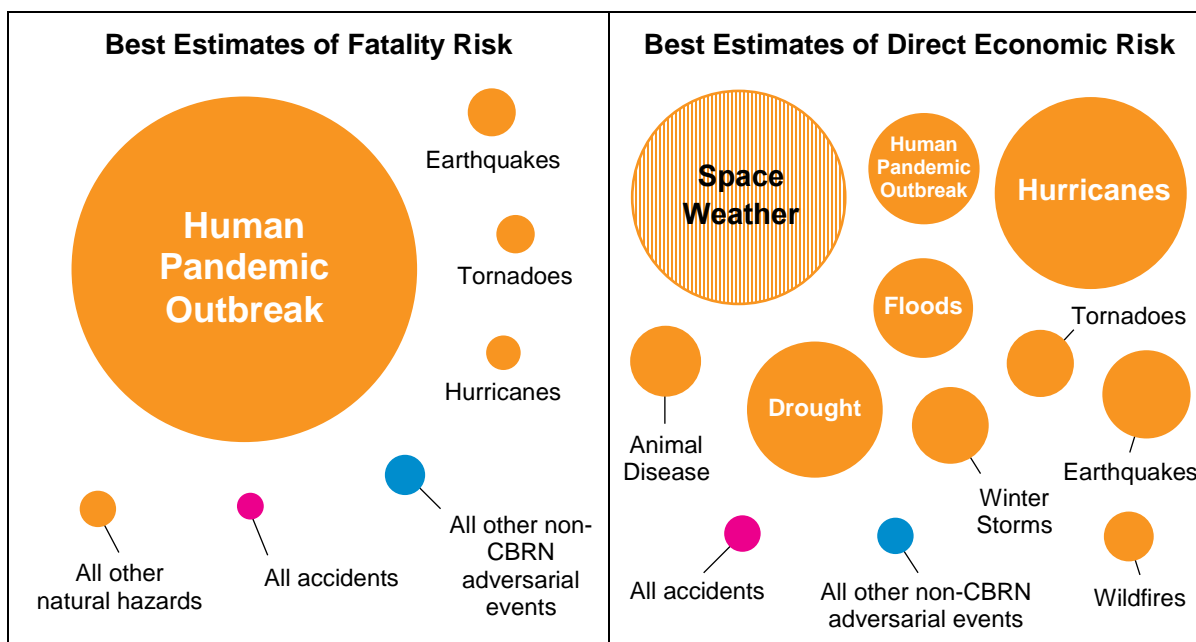 Best Estimates of Fatality Risk
Human
Pandemic
Outbreak
Earthquakes
Tornadoes
Hurricanes
All other
natural hazards
All accidents
All other non-
CBRN
adversarial
events
Best Estimates of Direct Economic Risk
Space
Weather
Human
Pandemic
Outbreak
Hurricanes
Floods
Tornadoes
Animal
Disease
Drought
Winter
Storms
Earthquakes
All accidents
All other non-CBRN
adversarial events
Wildfires